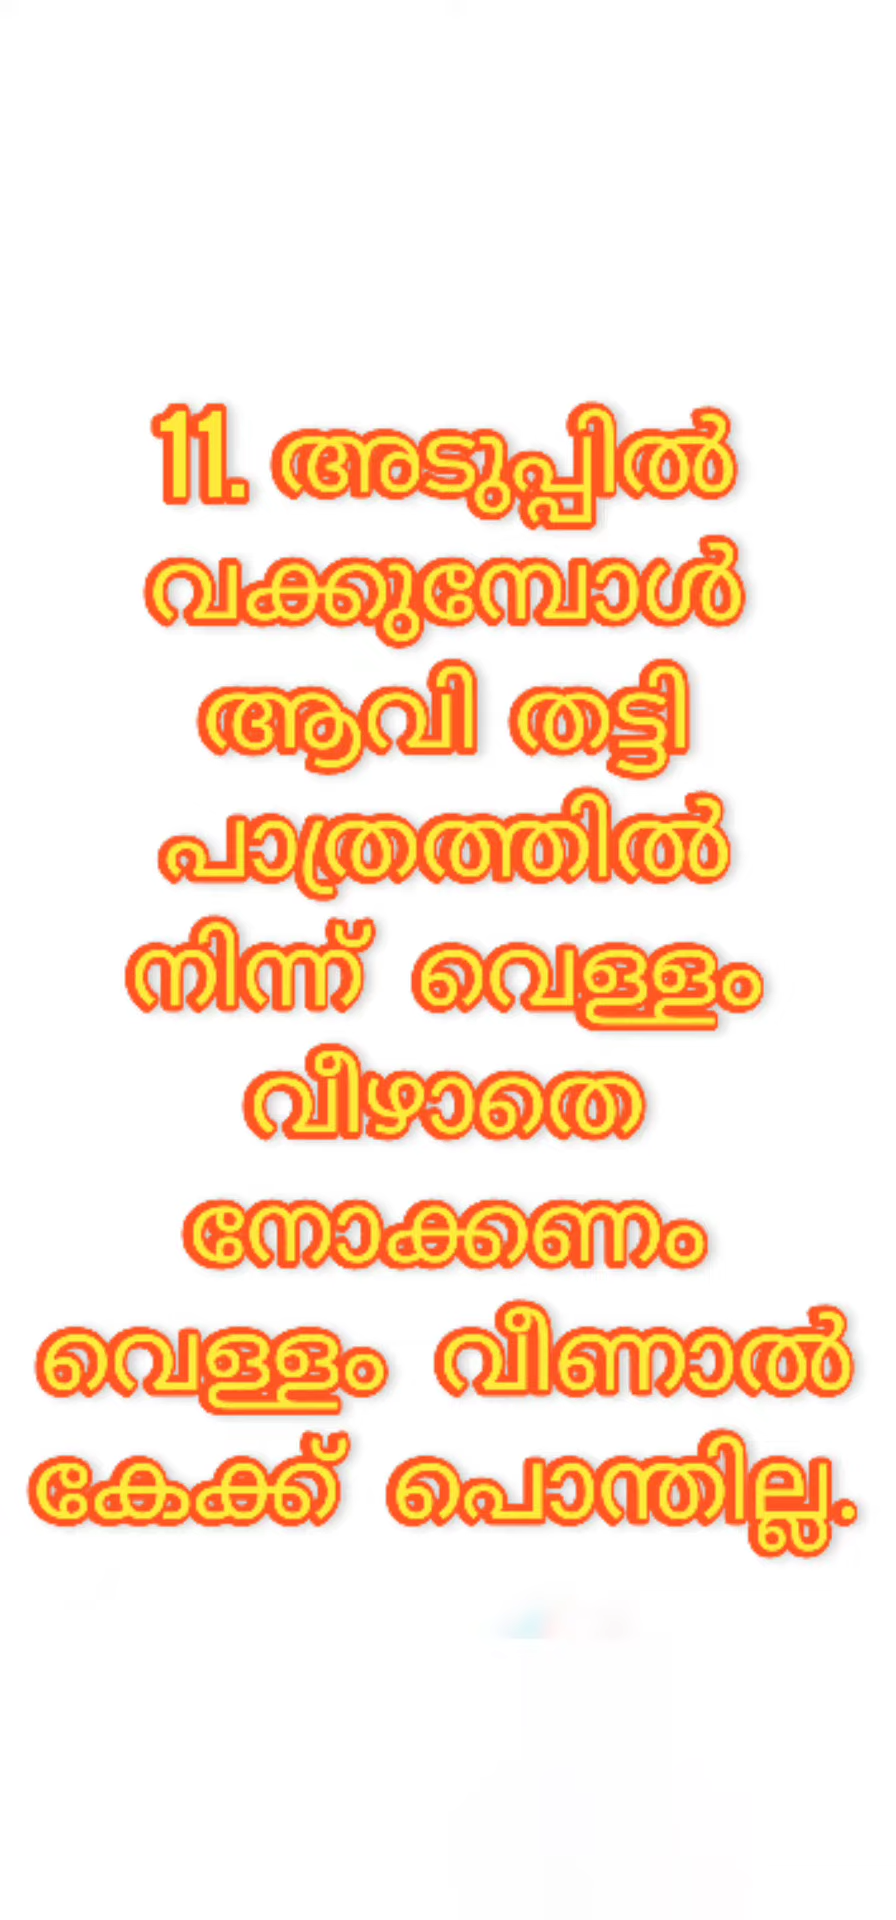 11. അടുപ്പിൽ
വക്കുമ്പോൾ
ആവി തട്ടി
പാത്രത്തിൽ
നിന്ന് വെള്ളം
വീഴാതെ
നോക്കണം
വെള്ളം വീണാൽ
കേക്ക് പൊന്തില്ല.